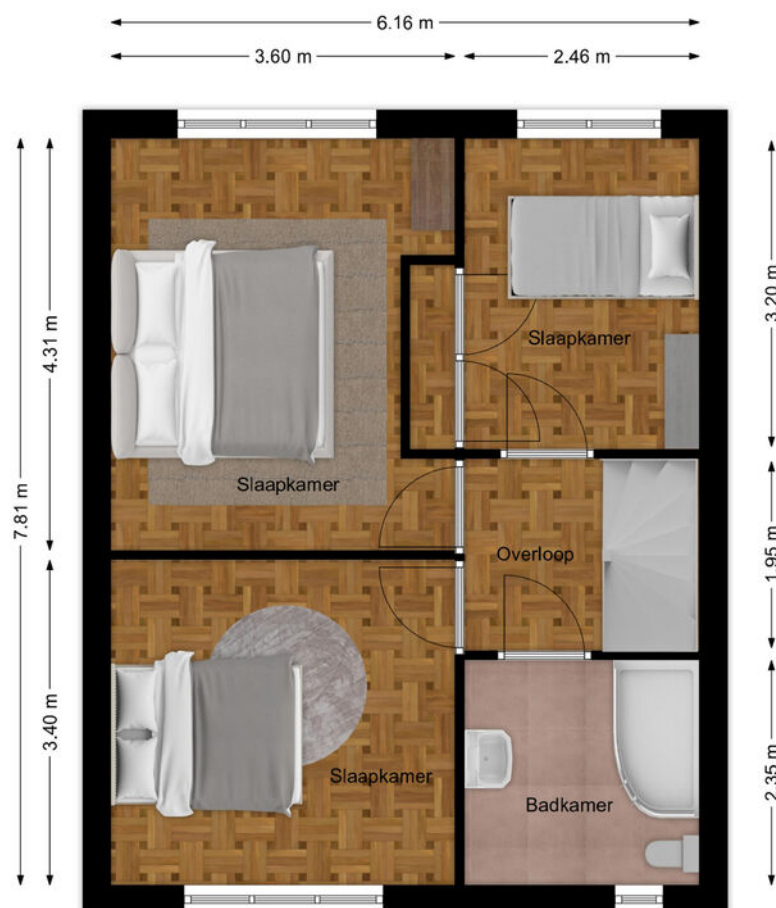 6.16 m
3.60 m
2.46 m
7.81 m
4.31 m
3.20 m
Slaapkamer
Slaapkamer
Overloop
1.95 m
3.40 m
Slaapkamer
Badkamer
2.35 m